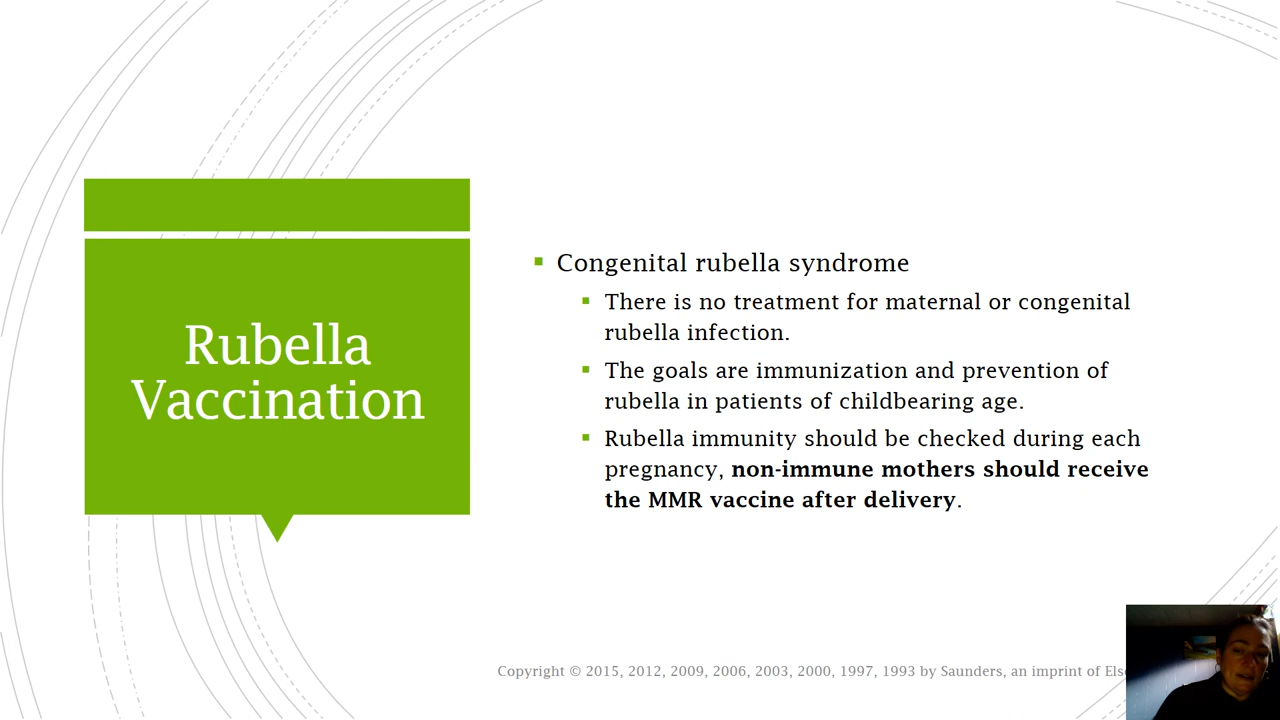 Rubella
Vaccination
Congenital rubella syndrome
There is no treatment for maternal or congenital
rubella infection.
The goals are immunization and prevention of
rubella in patients of childbearing age.
Rubella immunity should be checked during each
pregnancy, non-immune mothers should receive
the MMR vaccine after delivery.
Copyright © 2015, 2012, 2009, 2006, 2003, 2000, 1997, 1993 by Saunders, an imprint of